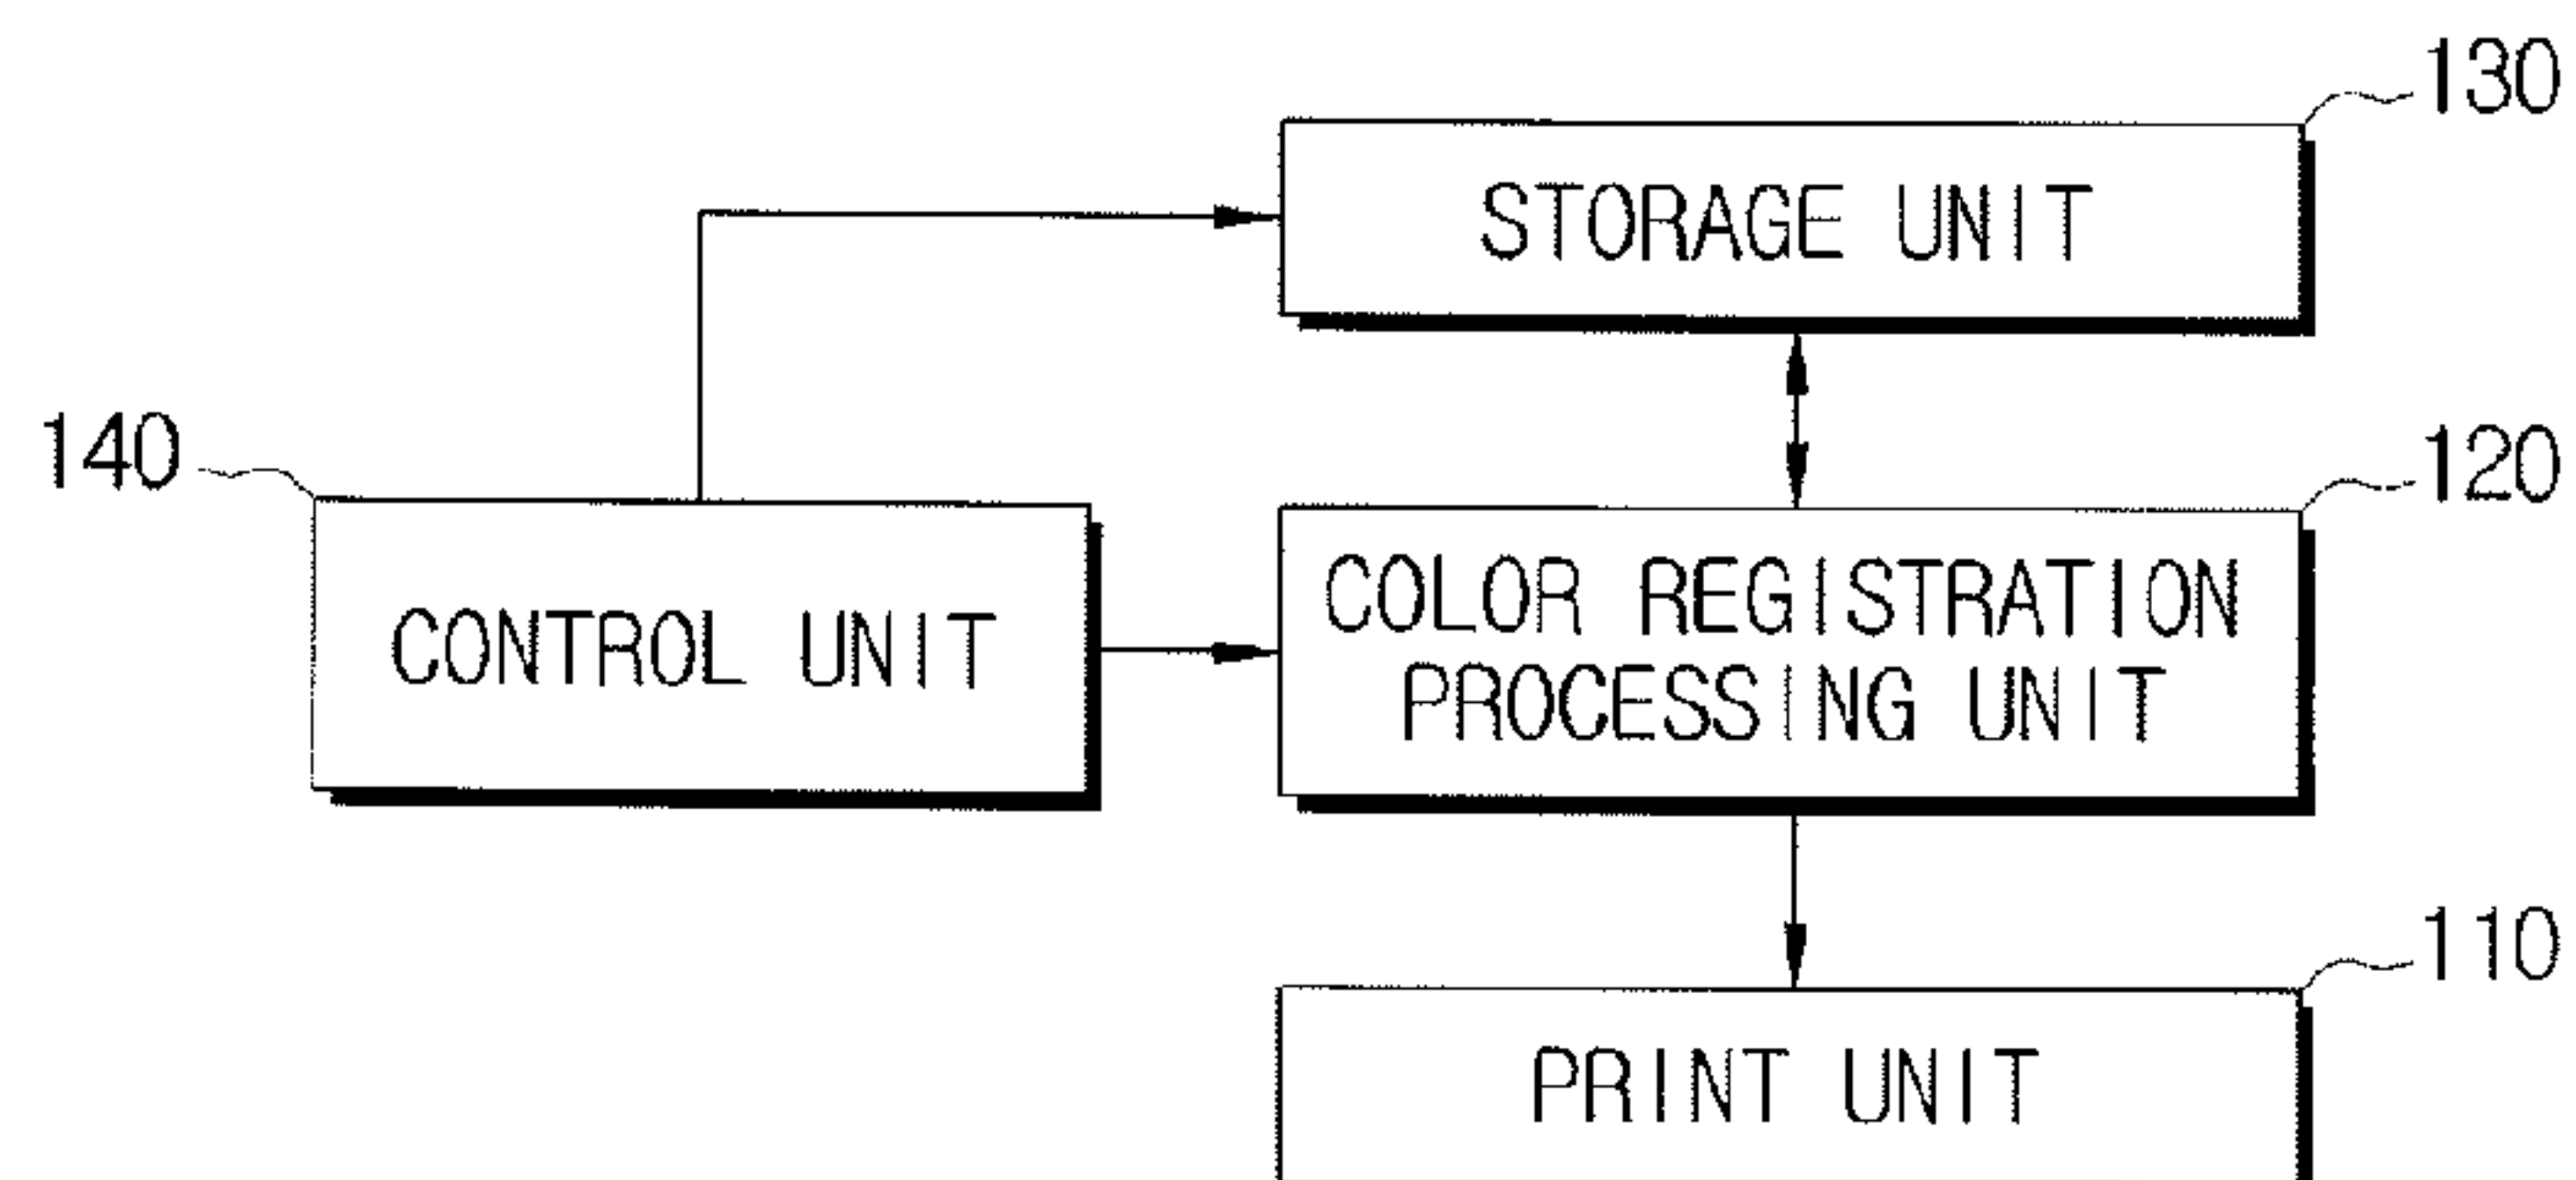 130
STORAGE UNIT
140
120
CONTROL UNIT
COLOR REGISTRATION
PROCESSING UNIT
110
PRINT UNIT